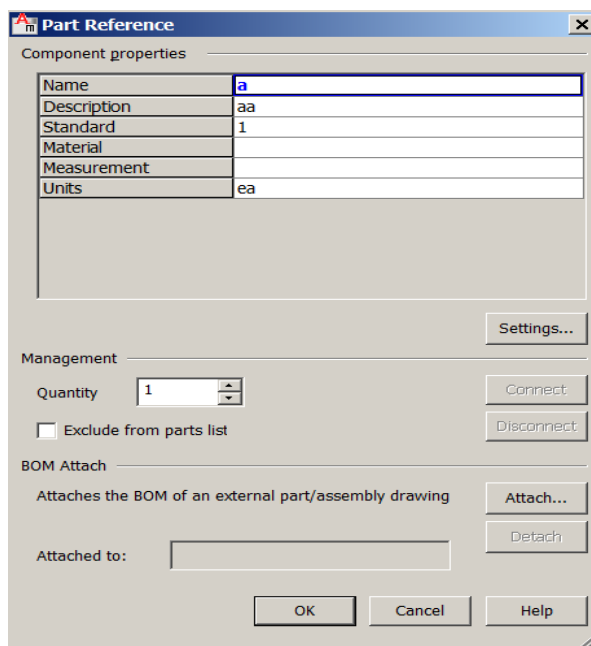 Part Reference
Component properties
Name a
Description aa
Standard 1
Material
Measurement
Units ea
Settings...
Management
Quantity 1 Connect
Exclude from parts list Disconnect
BOM Attach
Attaches the BOM of an external part/assembly drawing Attach...
Detach
Attached to:
OK Cancel Help